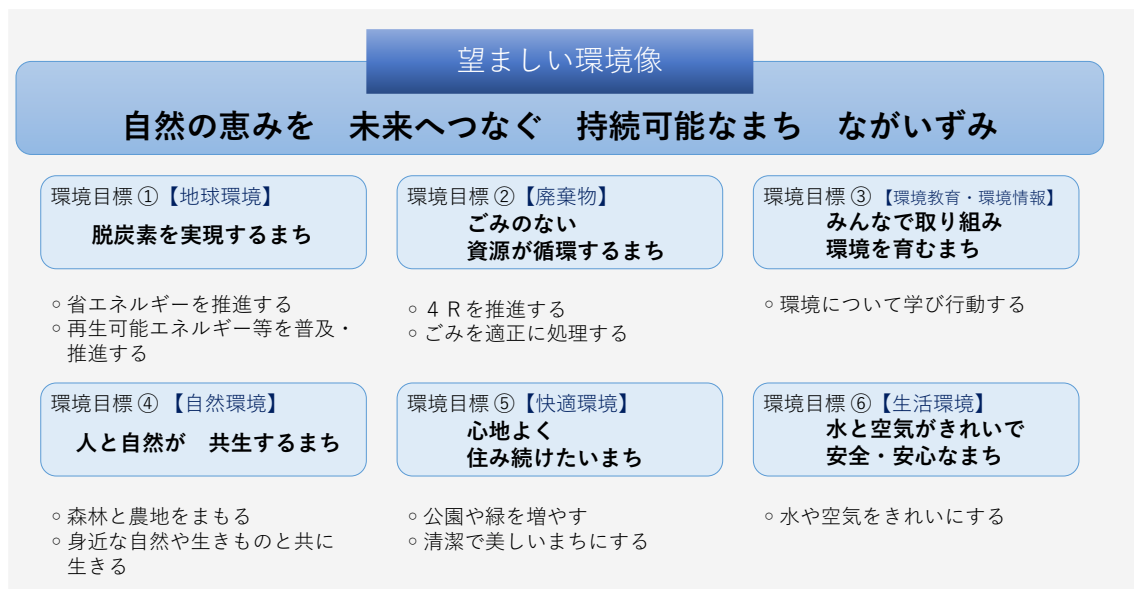 望ましい環境像
自然の恵みを　未来へつなぐ　持続可能なまち　ながいずみ
環境目標 ①【地球環境】
脱炭素を実現するまち
○ 省エネルギーを推進する
○ 再生可能エネルギー等を普及・
推進する
環境目標 ②【廃棄物】
ごみのない
資源が循環するまち
○ ４Ｒを推進する
○ ごみを適正に処理する
環境目標 ③ 【環境教育・環境情報】
みんなで取り組み
環境を育むまち
○ 環境について学び行動する
環境目標 ④ 【自然環境】
人と自然が　共生するまち
○ 森林と農地をまもる
○ 身近な自然や生きものと共に
生きる
環境目標 ⑤【快適環境】
心地よく
住み続けたいまち
○ 公園や緑を増やす
○ 清潔で美しいまちにする
環境目標 ⑥【生活環境】
水と空気がきれいで
安全・安心なまち
○ 水や空気をきれいにする